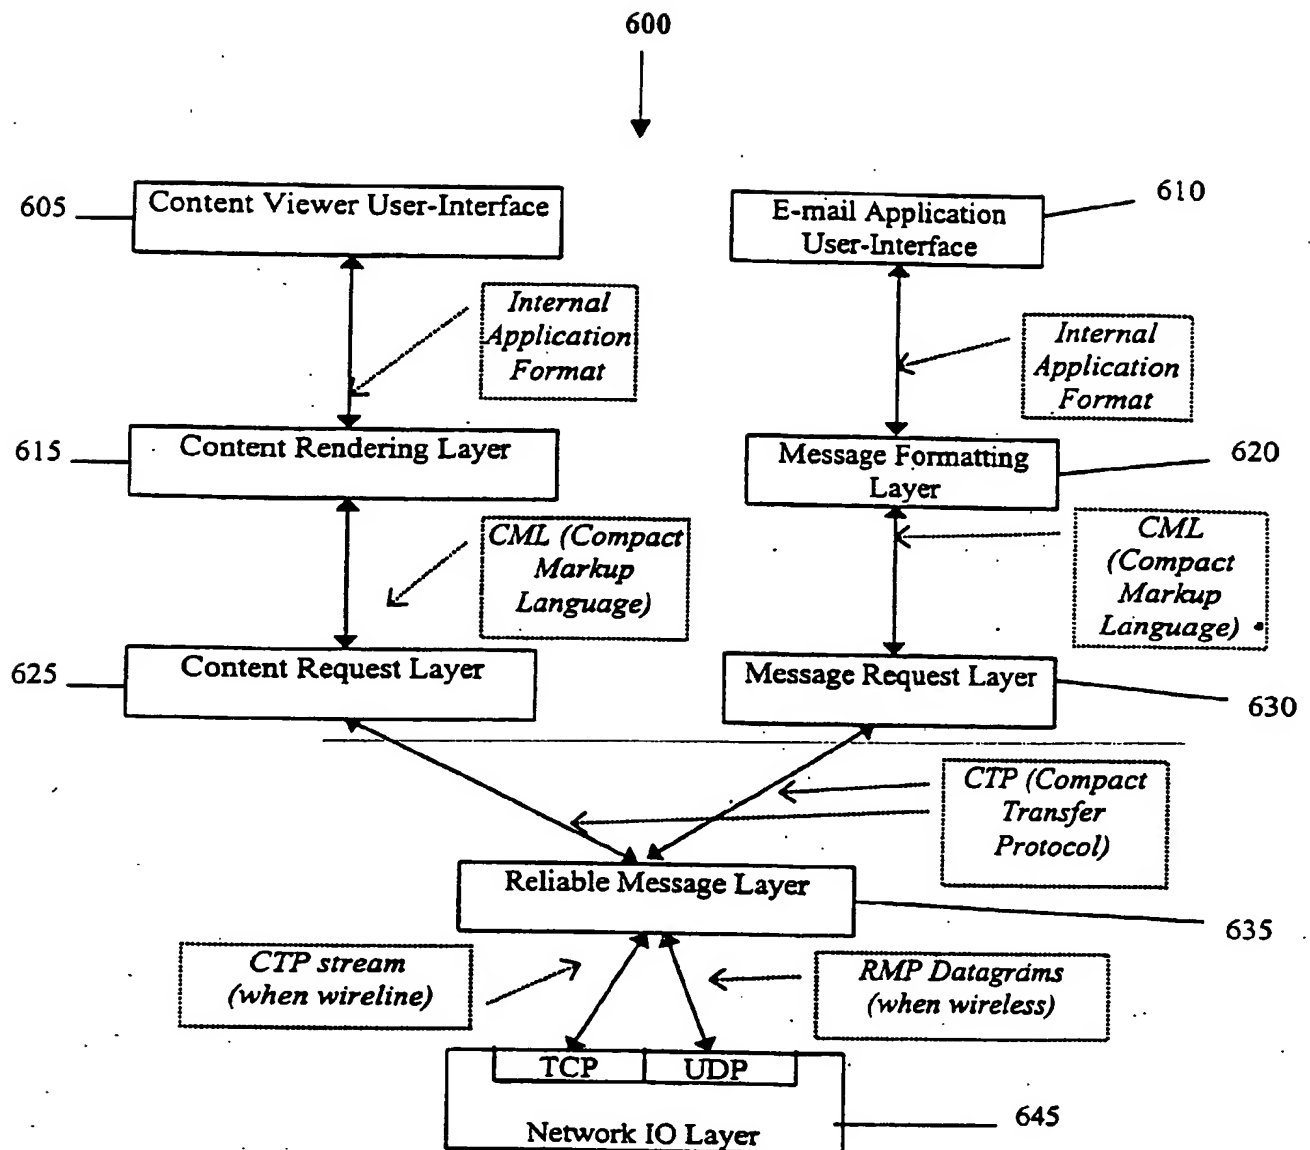 600
605
Content Viewer User-Interface
E-mail Application
User-Interface
610
Internal
Application
Format
Internal
Application
Format
615
Content Rendering Layer
Message Formatting
Layer
620
CML (Compact
Markup
Language)
CML
(Compact
Markup
Language)
625
Content Request Layer
Message Request Layer
630
CTP (Compact
Transfer
Protocol)
Reliable Message Layer
635
CTP stream
(when wireline)
RMP Datagrams
(when wireless)
TCP
UDP
Network IO Layer
645